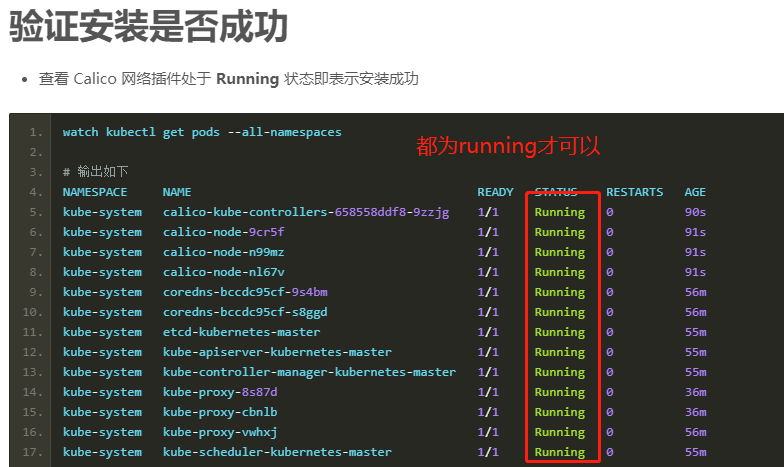 验证安装是否成功
• 查看 Calico 网络插件处于 Running 状态即表示安装成功
1. watch kubectl get pods --all-namespaces
都为running才可以
2.
3. # 输出如下
4. NAMESPACE NAME READY STATUS RESTARTS AGE
5. kube-system calico-kube-controllers-658558ddf8-9zzjg 1/1 Running 0 90s
6. kube-system calico-node-9cr5f 1/1 Running 0 91s
7. kube-system calico-node-n99mz 1/1 Running 0 91s
8. kube-system calico-node-nl67v 1/1 Running 0 91s
9. kube-system coredns-bccdc95cf-9s4bm 1/1 Running 0 56m
10. kube-system coredns-bccdc95cf-s8ggd 1/1 Running 0 56m
11. kube-system etcd-kubernetes-master 1/1 Running 0 55m
12. kube-system kube-apiserver-kubernetes-master 1/1 Running 0 55m
13. kube-system kube-controller-manager-kubernetes-master 1/1 Running 0 55m
14. kube-system kube-proxy-8s87d 1/1 Running 0 36m
15. kube-system kube-proxy-cbnlb 1/1 Running 0 36m
16. kube-system kube-proxy-vwhxj 1/1 Running 0 56m
17. kube-system kube-scheduler-kubernetes-master 1/1 Running 0 55m